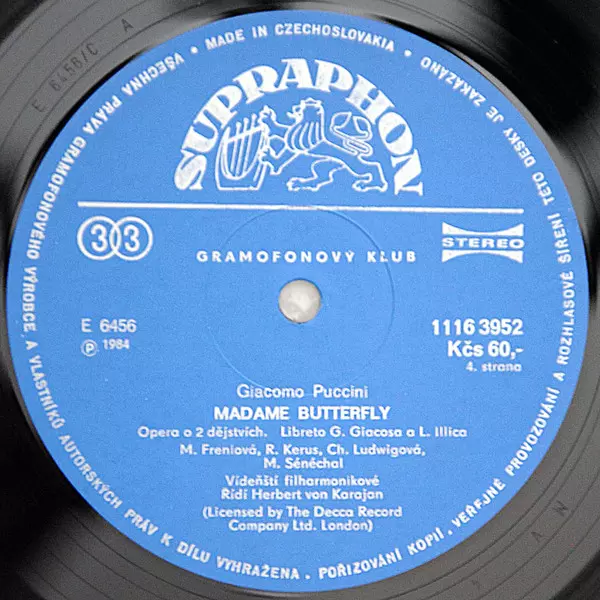 E 6456/C A
VŠECHNA PRÁVA GRAMOFONOVÉHO VÝROBCE A VLASTNÍKŮ AUTORSKÝCH PRÁV K DÍLU VYHRAŽENA • POŘIZOVÁNÍ KOPIÍ, VEŘEJNÉ PROVOZOVÁNÍ A ROZHLASOVÉ ŠÍŘENÍ TÉTO DESKY JE ZAKÁZÁNO • MADE IN CZECHOSLOVAKIA •
SUPRAPHON
33
GRAMOFONOVÝ KLUB
STEREO
E 6456
Ⓟ 1984
1116 3952
Kčs 60,-
4. strana
Giacomo Puccini
MADAME BUTTERFLY
Opera o 2 dějstvích. Libreto G. Giacosa a L. Illica
M. Freniová, R. Kerus, Ch. Ludwigová,
M. Sénéchal
Vídeňští filharmonikové
Řídí Herbert von Karajan
(Licensed by The Decca Record
Company Ltd. London)